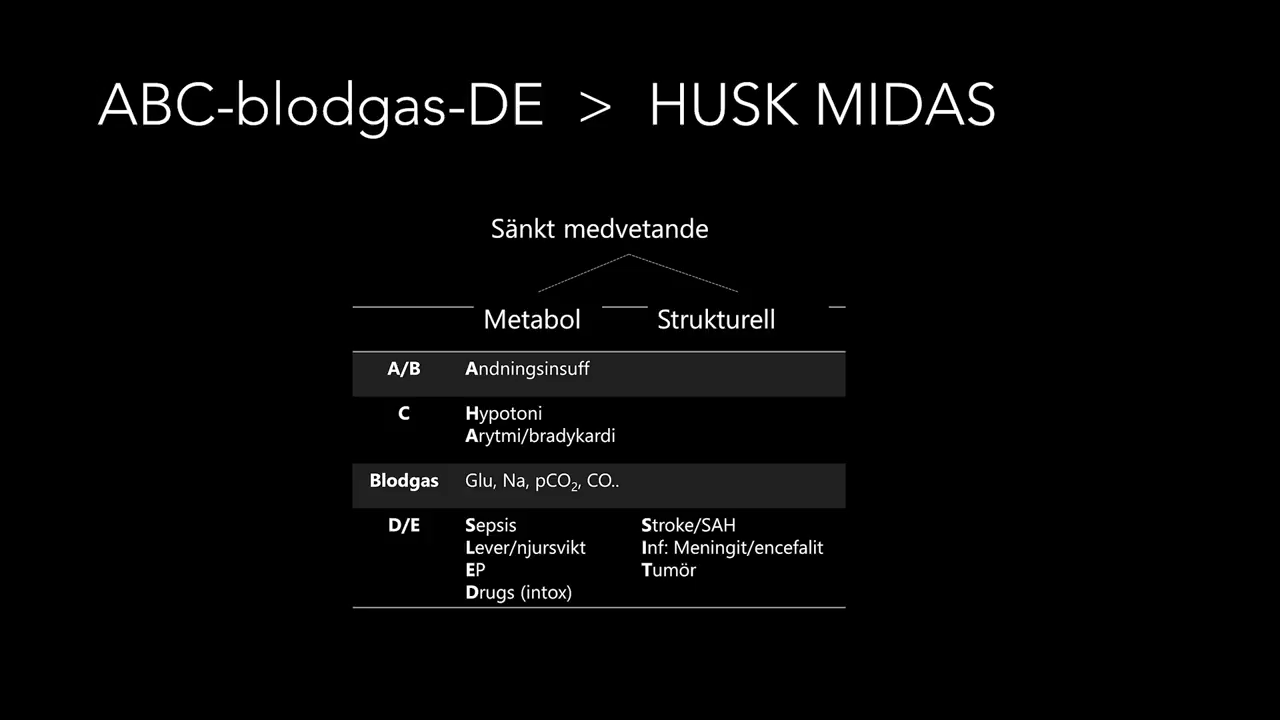 ABC-blodgas-DE > HUSK MIDAS
Sänkt medvetande
Metabol Strukturell
A/B Andningsinsuff
C Hypotoni
Arytmi/bradykardi
Blodgas Glu, Na, pCO₂, CO..
D/E Sepsis Stroke/SAH
Lever/njursvikt Inf: Meningit/encefalit
EP Tumör
Drugs (intox)